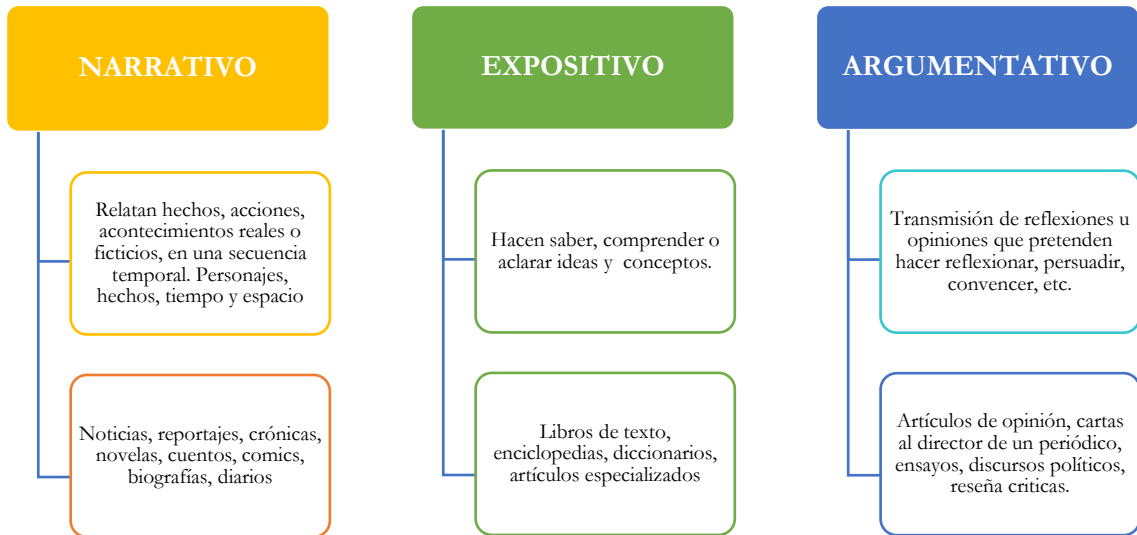 NARRATIVO
Relatan hechos, acciones,
acontecimientos reales o
ficticios, en una secuencia
temporal. Personajes,
hechos, tiempo y espacio
Noticias, reportajes, crónicas,
novelas, cuentos, comics,
biografías, diarios
EXPOSITIVO
Hacen saber, comprender o
aclarar ideas y conceptos.
Libros de texto,
enciclopedias, diccionarios,
artículos especializados
ARGUMENTATIVO
Transmisión de reflexiones u
opiniones que pretenden
hacer reflexionar, persuadir,
convencer, etc.
Artículos de opinión, cartas
al director de un periódico,
ensayos, discursos políticos,
reseña criticas.